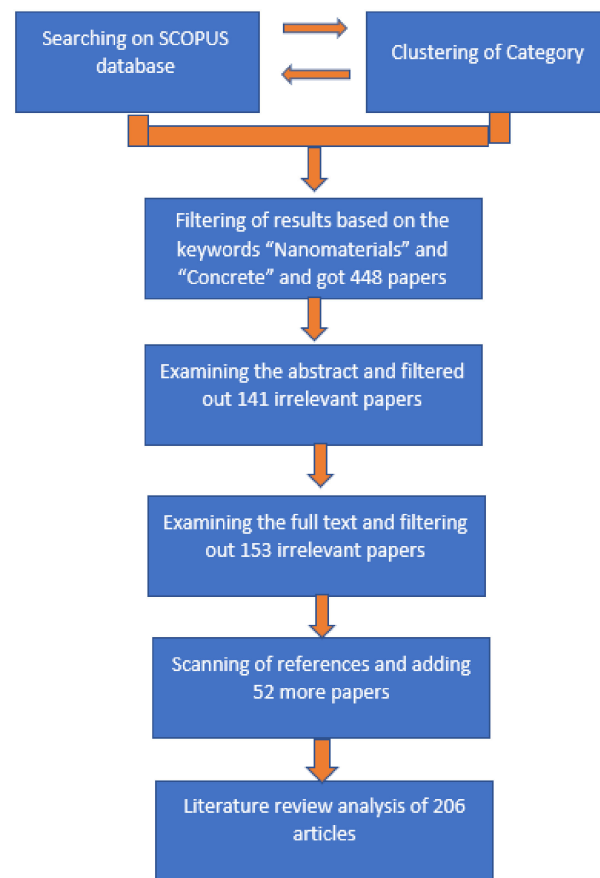 Searching on SCOPUS
database
Clustering of Category
Filtering of results based on the
keywords “Nanomaterials” and
“Concrete” and got 448 papers
Examining the abstract and filtered
out 141 irrelevant papers
Examining the full text and filtering
out 153 irrelevant papers
Scanning of references and adding
52 more papers
Literature review analysis of 206
articles